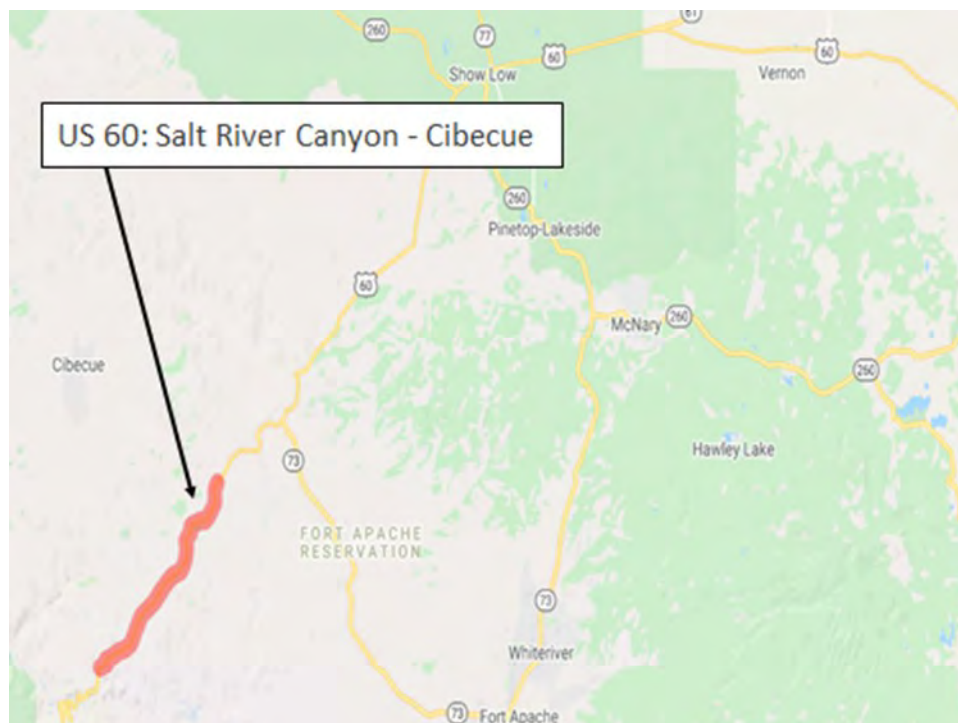 61
260
77
60
60
Show Low
Vernon
US 60: Salt River Canyon - Cibecue
260
Pinetop-Lakeside
60
McNary
260
Cibecue
260
Hawley Lake
73
FORT APACHE
RESERVATION
73
Whiteriver
73
Fort Apache